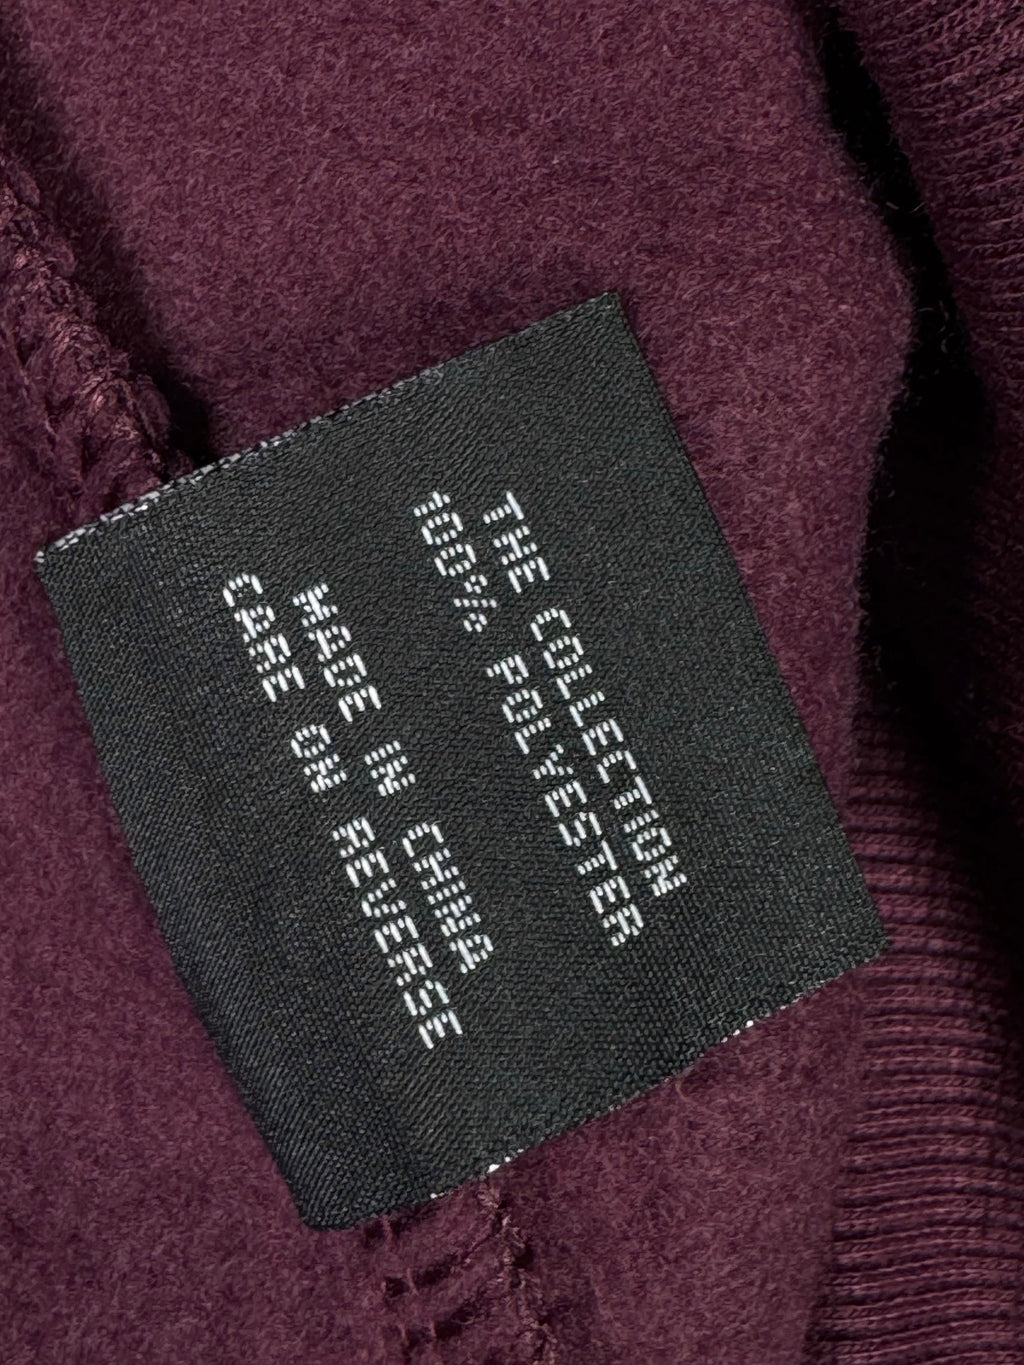 THE COLLECTION
100% POLYESTER
MADE IN CHINA
CARE ON REVERSE